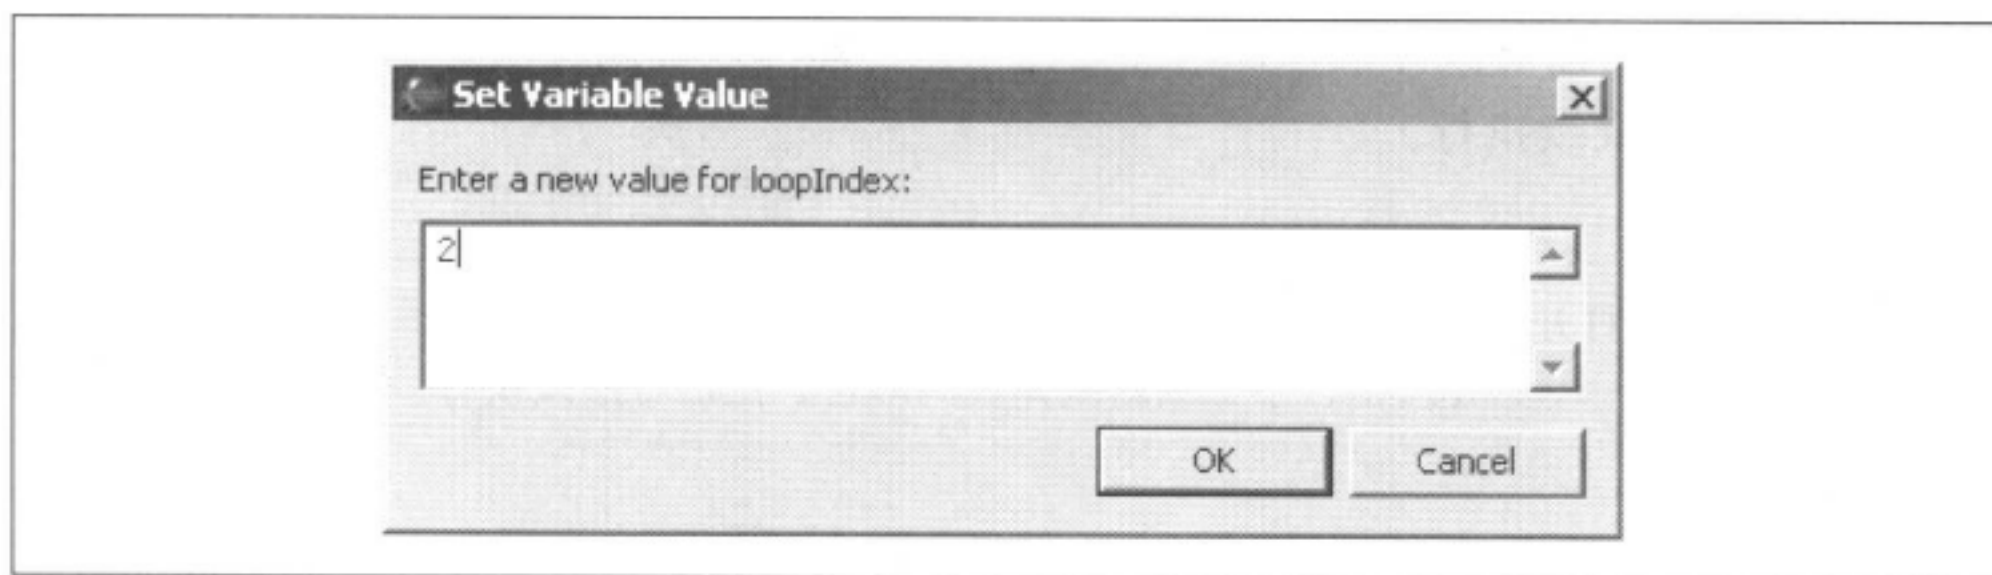 Set Variable Value
Enter a new value for loopIndex:
2
OK Cancel